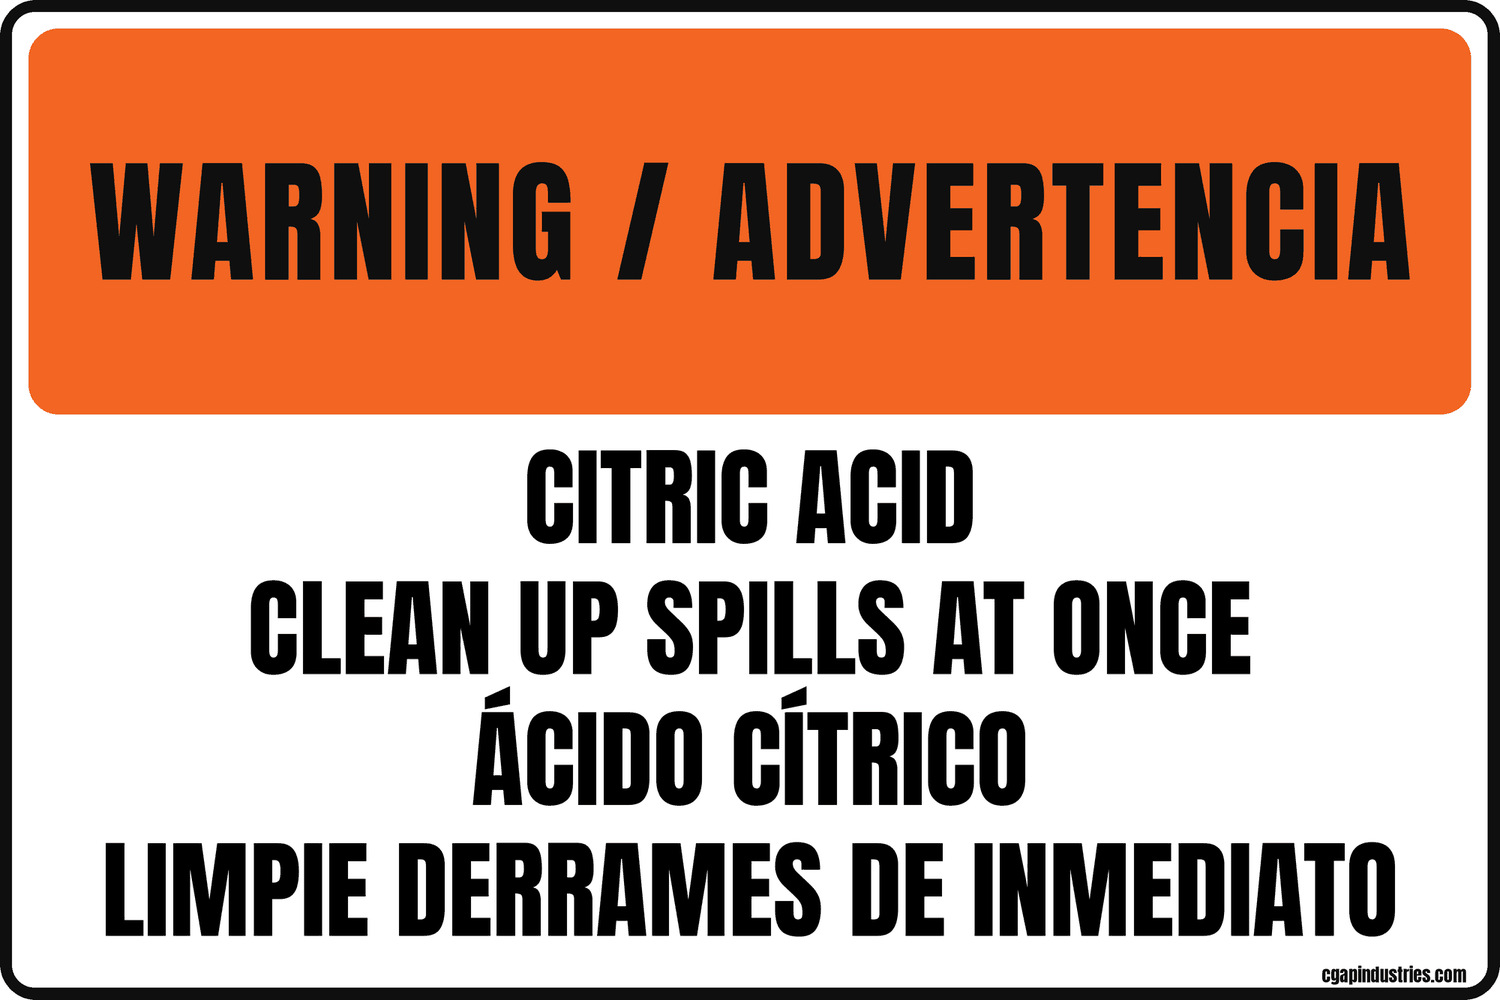 WARNING / ADVERTENCIA
CITRIC ACID
CLEAN UP SPILLS AT ONCE
ÁCIDO CÍTRICO
LIMPIE DERRAMES DE INMEDIATO
cgapindustries.com